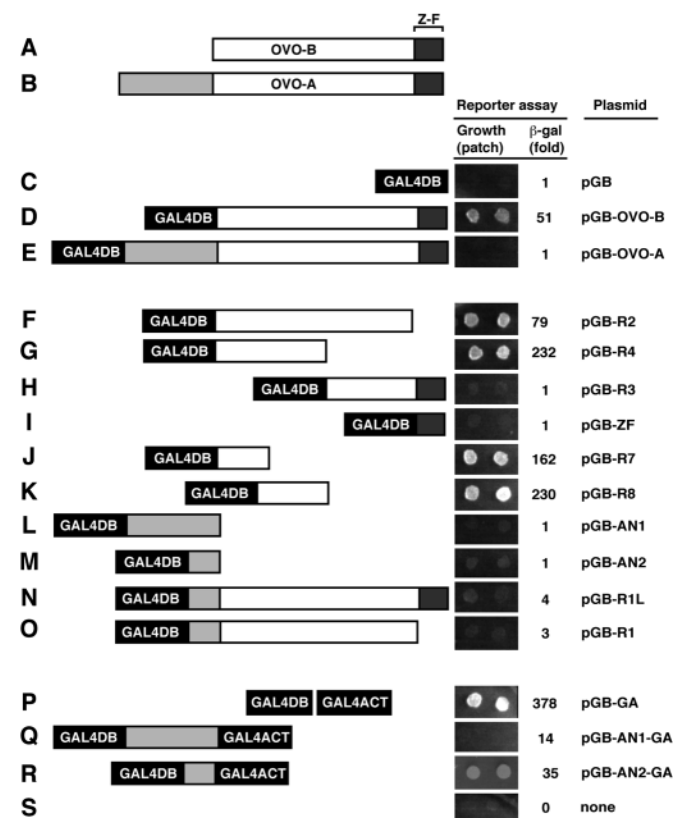 Z-F
A OVO-B
B OVO-A
Reporter assay Plasmid
Growth β-gal
(patch) (fold)
C GAL4DB 1 pGB
D GAL4DB 51 pGB-OVO-B
E GAL4DB 1 pGB-OVO-A
F GAL4DB 79 pGB-R2
G GAL4DB 232 pGB-R4
H GAL4DB 1 pGB-R3
I GAL4DB 1 pGB-ZF
J GAL4DB 162 pGB-R7
K GAL4DB 230 pGB-R8
L GAL4DB 1 pGB-AN1
M GAL4DB 1 pGB-AN2
N GAL4DB 4 pGB-R1L
O GAL4DB 3 pGB-R1
P GAL4DB GAL4ACT 378 pGB-GA
Q GAL4DB GAL4ACT 14 pGB-AN1-GA
R GAL4DB GAL4ACT 35 pGB-AN2-GA
S 0 none